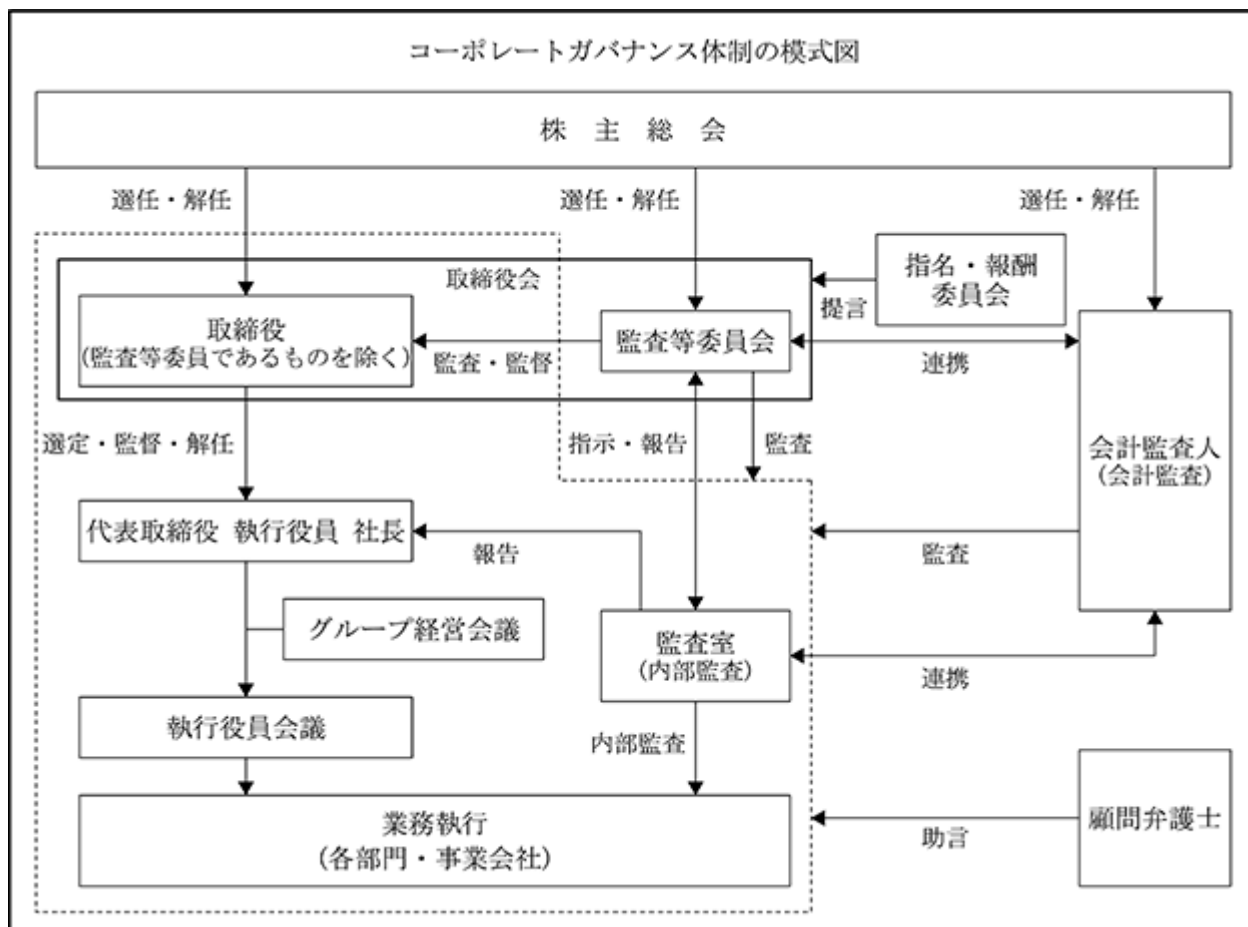 コーポレートガバナンス体制の模式図
株主総会
選任・解任
選任・解任
選任・解任
指名・報酬
委員会
取締役会
提言
取締役
(監査等委員であるものを除く)
監査・監督
監査等委員会
連携
会計監査人
(会計監査)
選定・監督・解任
指示・報告
監査
代表取締役 執行役員 社長
報告
監査
グループ経営会議
監査室
(内部監査)
連携
執行役員会議
内部監査
業務執行
(各部門・事業会社)
助言
顧問弁護士